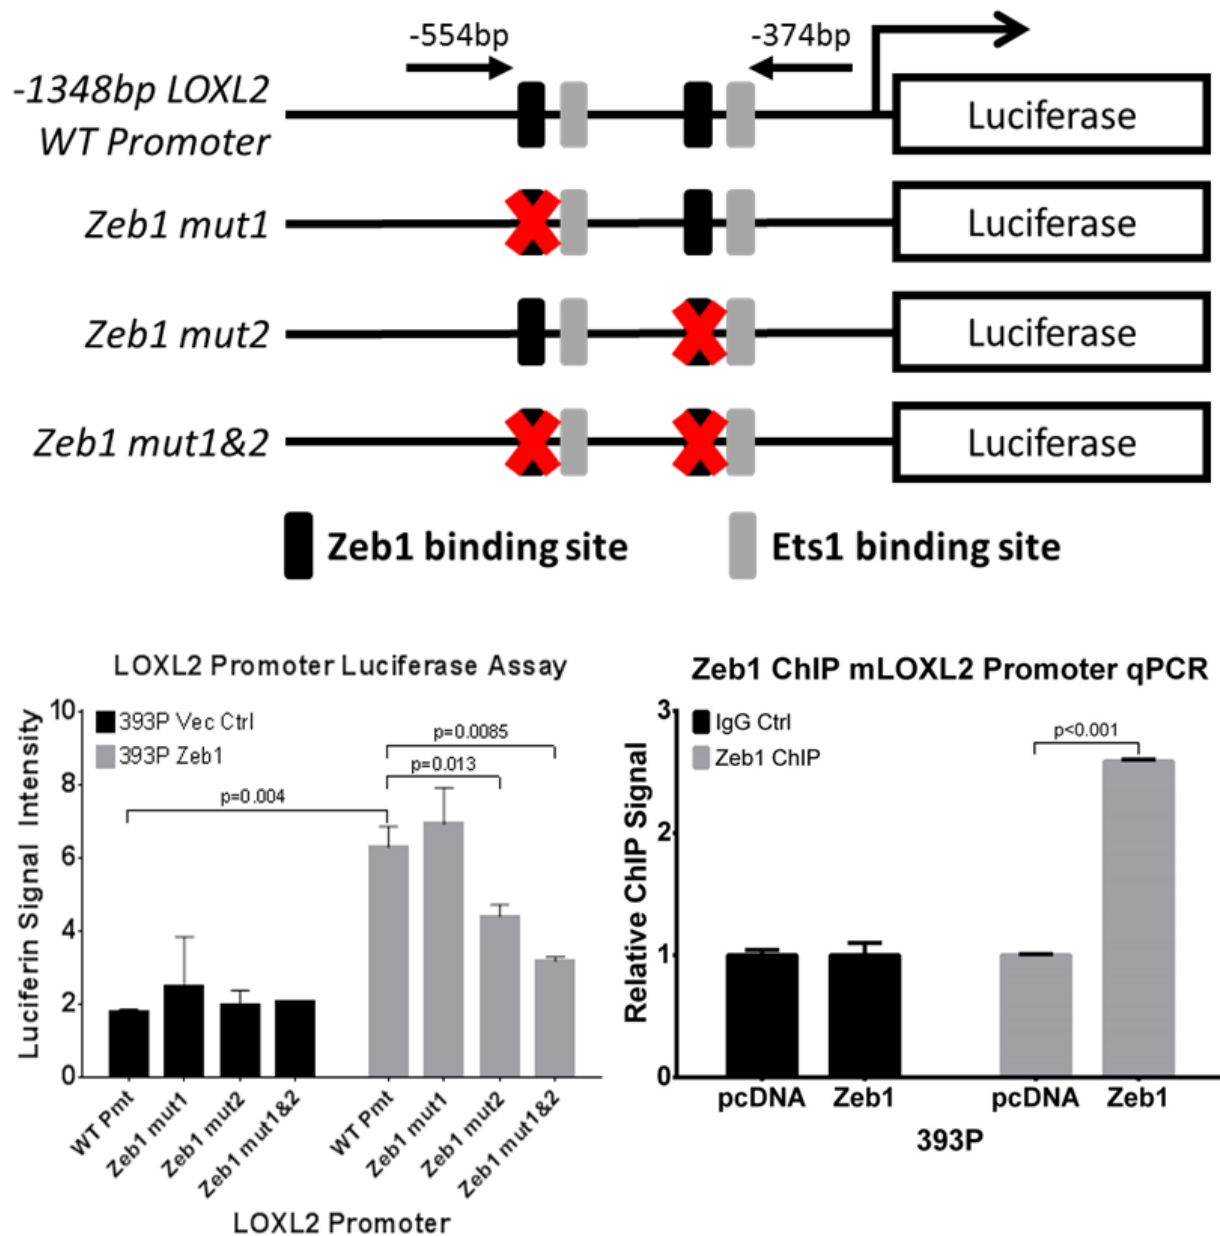 -554bp
-374bp
-1348bp LOXL2
WT Promoter
Luciferase
Zeb1 mut1
Luciferase
Zeb1 mut2
Luciferase
Zeb1 mut1&2
Luciferase
Zeb1 binding site
Ets1 binding site
LOXL2 Promoter Luciferase Assay
Luciferin Signal Intensity
10
8
6
4
2
0
393P Vec Ctrl
393P Zeb1
p=0.0085
p=0.013
p=0.004
WT Pmt
Zeb1 mut1
Zeb1 mut2
Zeb1 mut1&2
WT Pmt
Zeb1 mut1
Zeb1 mut2
Zeb1 mut1&2
LOXL2 Promoter
Zeb1 ChIP mLOXL2 Promoter qPCR
Relative ChIP Signal
3
2
1
0
IgG Ctrl
Zeb1 ChIP
p<0.001
pcDNA
Zeb1
pcDNA
Zeb1
393P